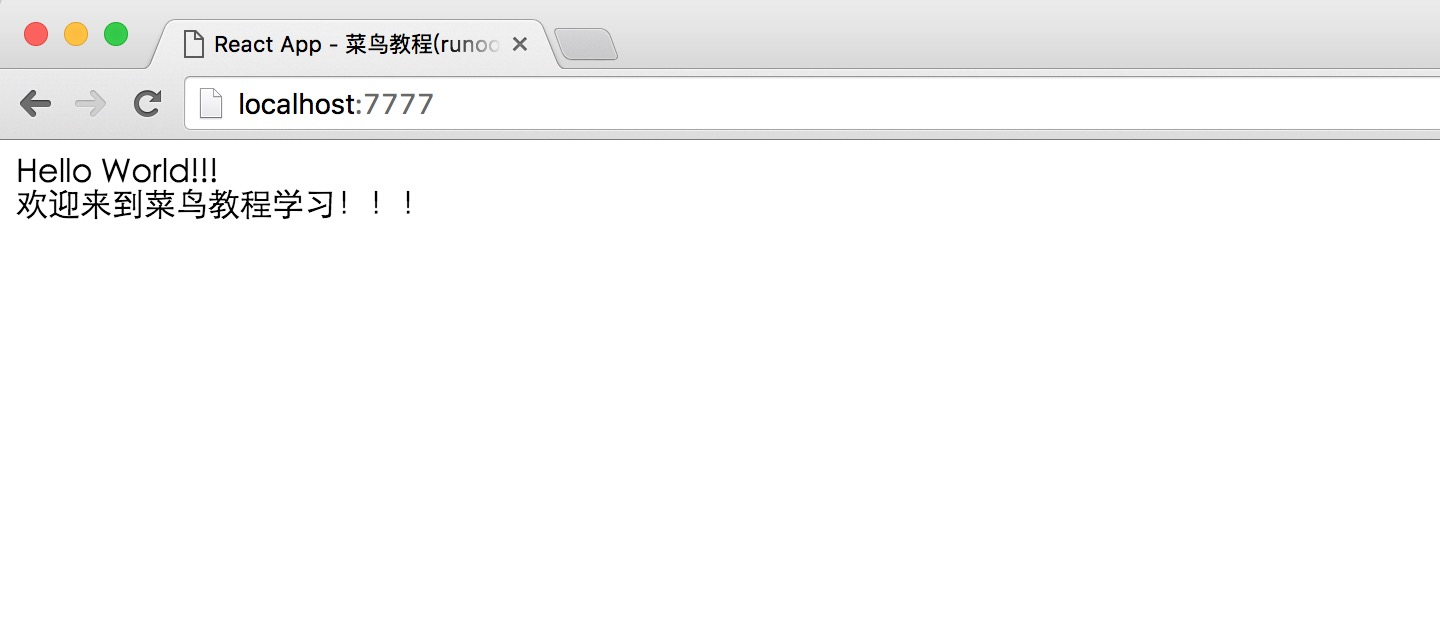 React App - 菜鸟教程(runoo
localhost:7777
Hello World!!!
欢迎来到菜鸟教程学习！！！